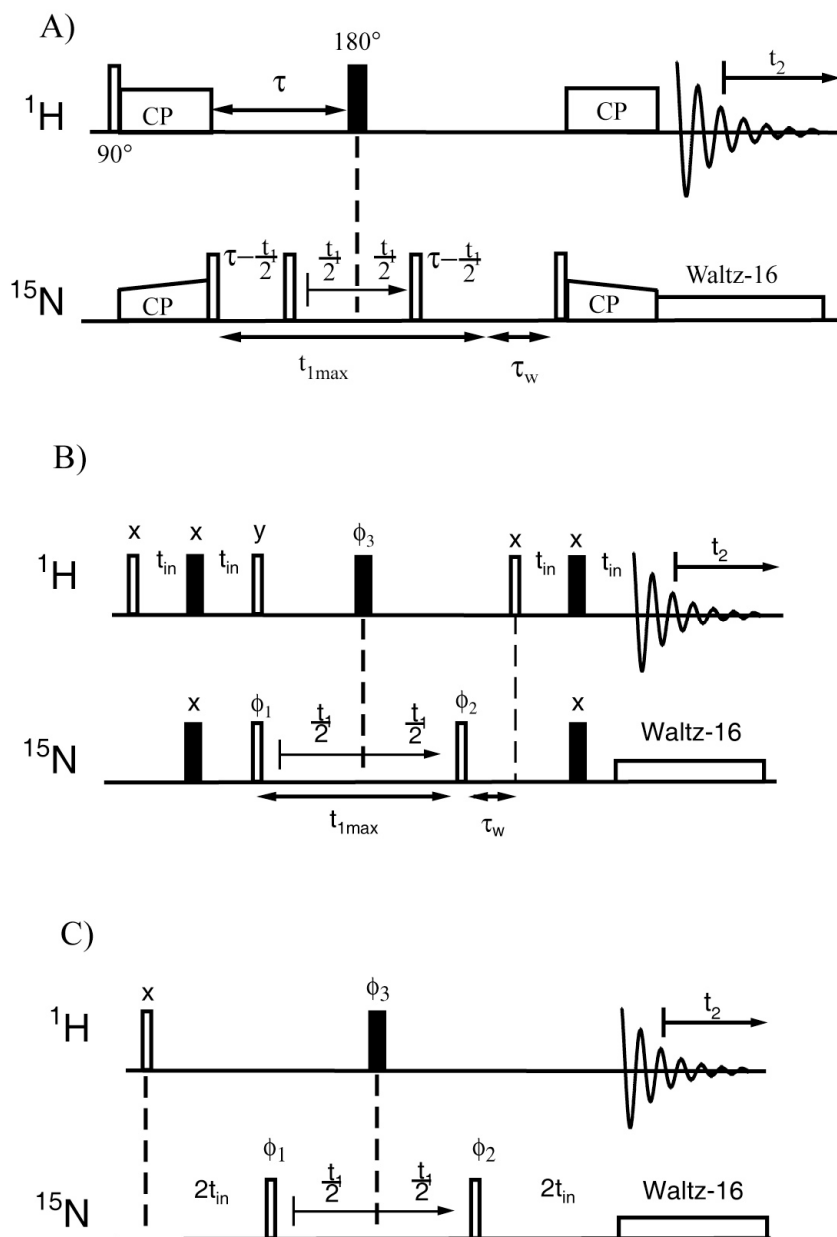 A)
180°
τ
t2
1H
CP
CP
90°
τ−t1/2
t1/2
t1/2
τ−t1/2
15N
CP
CP
Waltz-16
t1max
τw
B)
x x y ϕ3 x x
tin tin tin tin
t2
1H
x ϕ1 ϕ2 x
t1/2 t1/2
15N
Waltz-16
t1max
τw
C)
x ϕ3
t2
1H
ϕ1 ϕ2
2tin t1/2 t1/2 2tin
15N
Waltz-16